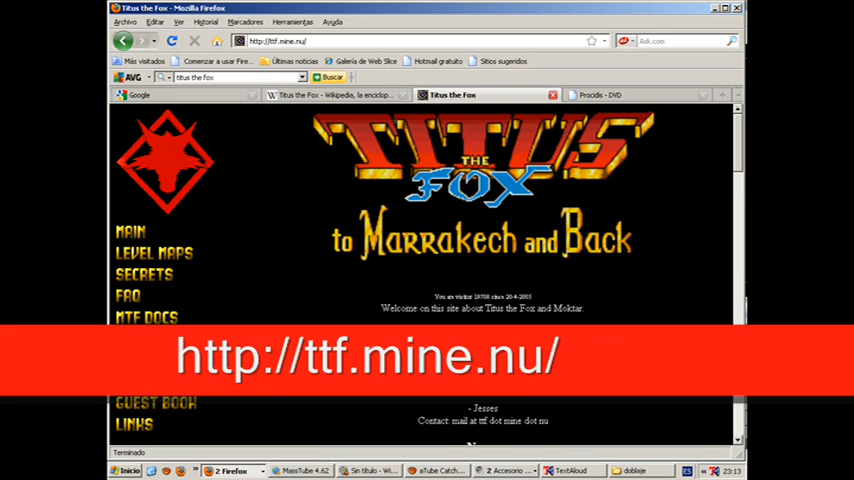 Titus the Fox - Mozilla Firefox
Archivo Editar Ver Historial Marcadores Herramientas Ayuda
http://ttf.mine.nu/
Ask.com
Más visitados Comenzar a usar Fire... Últimas noticias Galería de Web Slice Hotmail gratuito Sitios sugeridos
AVG titus the fox Buscar
Google Titus the Fox - Wikipedia, la enciclop... Titus the Fox Procidis - DVD
TITUS
THE
FOX
to Marrakech and Back
MAIN
LEVEL MAPS
SECRETS
FAQ
MTF DOCS
You are visitor 19708 since 20-4-2005
Welcome on this site about Titus the Fox and Moktar.
http://ttf.mine.nu/
GUEST BOOK
LINKS
- Jesses
Contact: mail at ttf dot mine dot nu
Terminado
Inicio 2 Firefox MassTube 4.62 Sin título - Wi... aTube Catch... 2 Accesorio ... TextAloud doblaje ES 23:13